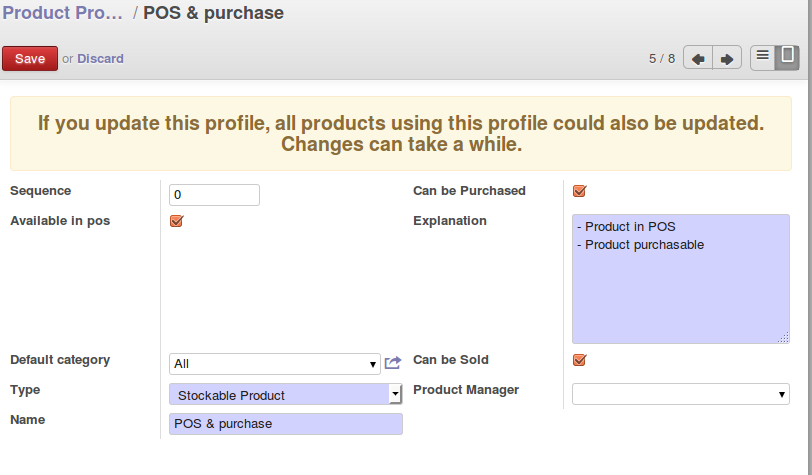 Product Pro... / POS & purchase
Save or Discard
5 / 8
If you update this profile, all products using this profile could also be updated.
Changes can take a while.
Sequence
0
Can be Purchased
Available in pos
Explanation
- Product in POS
- Product purchasable
Default category
All
Can be Sold
Type
Stockable Product
Product Manager
Name
POS & purchase